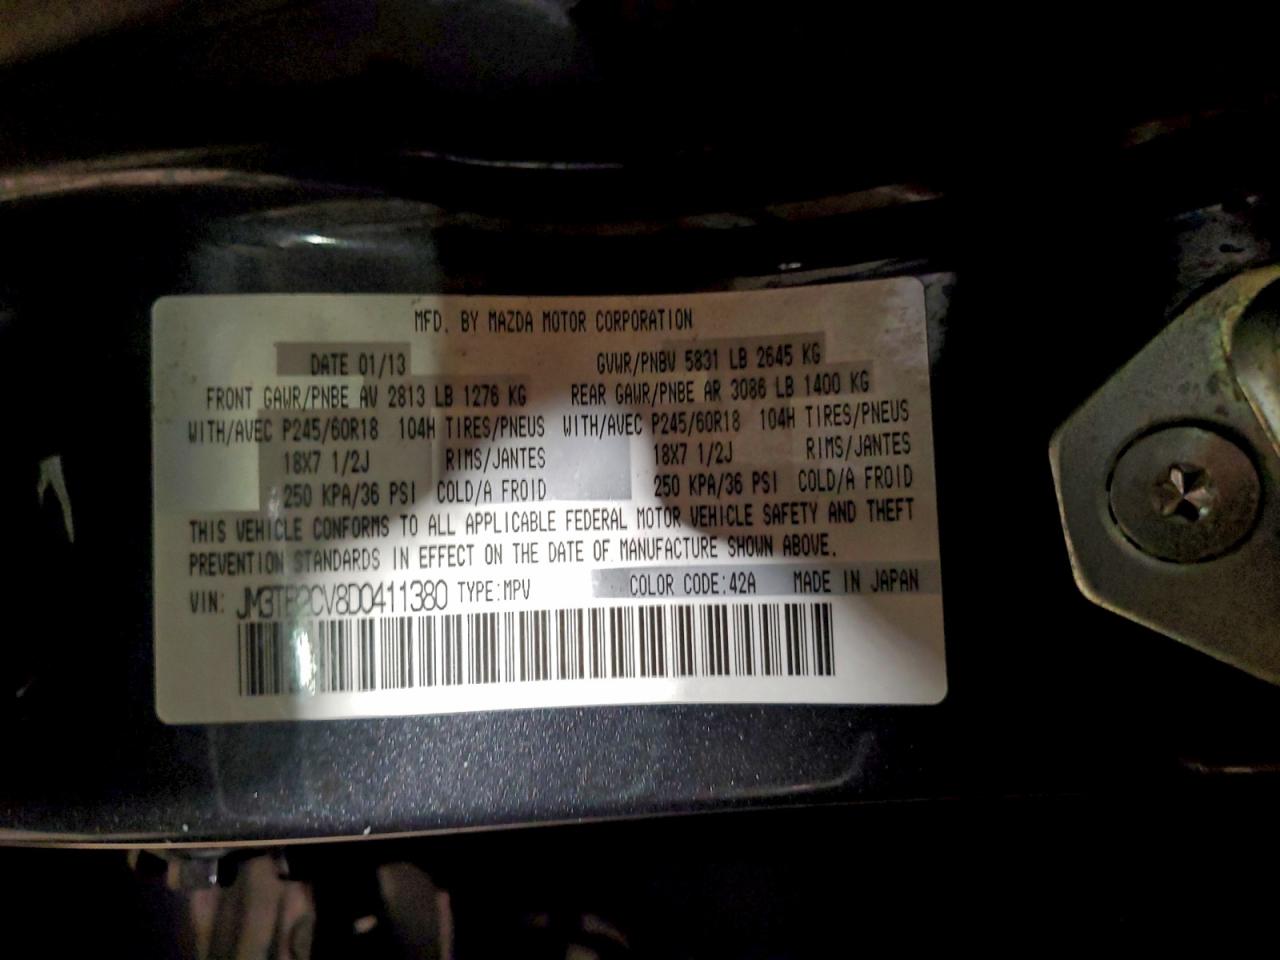 MFD. BY MAZDA MOTOR CORPORATION
DATE 01/13 GVWR/PNBV 5831 LB 2645 KG
FRONT GAWR/PNBE AV 2813 LB 1276 KG REAR GAWR/PNBE AR 3086 LB 1400 KG
WITH/AVEC P245/60R18 104H TIRES/PNEUS WITH/AVEC P245/60R18 104H TIRES/PNEUS
18X7 1/2J RIMS/JANTES 18X7 1/2J RIMS/JANTES
250 KPA/36 PSI COLD/A FROID 250 KPA/36 PSI COLD/A FROID
THIS VEHICLE CONFORMS TO ALL APPLICABLE FEDERAL MOTOR VEHICLE SAFETY AND THEFT
PREVENTION STANDARDS IN EFFECT ON THE DATE OF MANUFACTURE SHOWN ABOVE.
VIN: TYPE:MPV COLOR CODE:42A MADE IN JAPAN